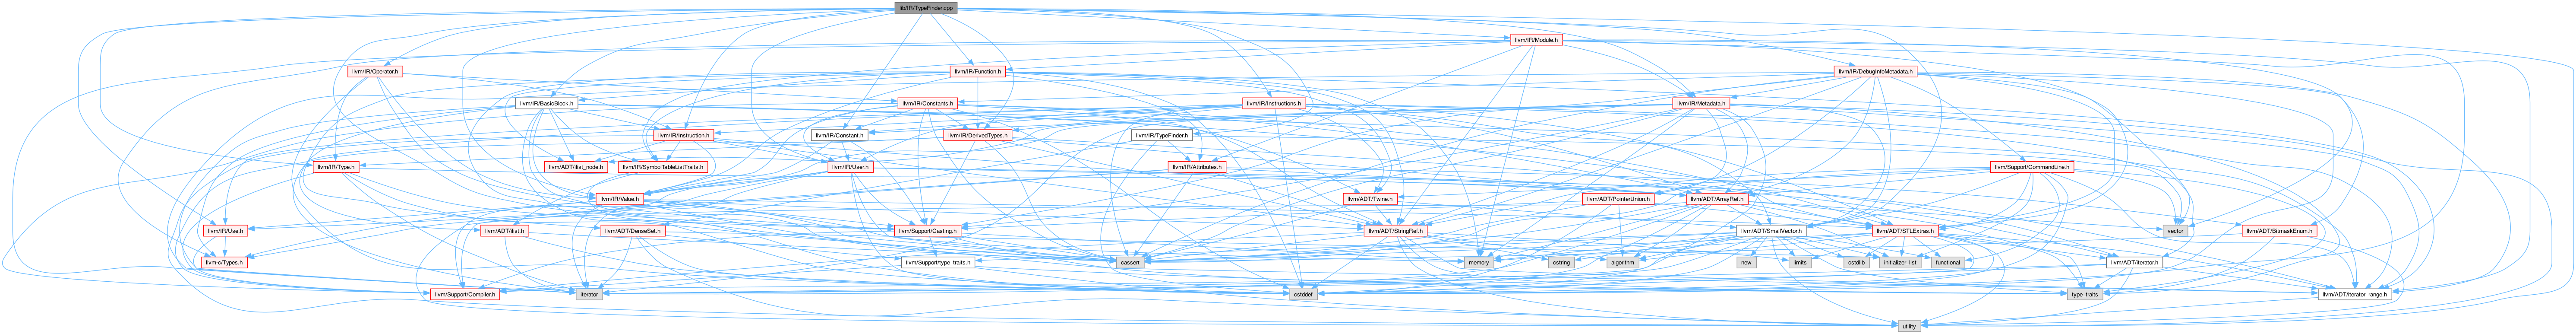 lib/IR/TypeFinder.cpp
llvm/IR/Module.h
llvm/IR/Operator.h
llvm/IR/Function.h
llvm/IR/DebugInfoMetadata.h
llvm/IR/BasicBlock.h
llvm/IR/Constants.h
llvm/IR/Instructions.h
llvm/IR/Metadata.h
llvm/IR/Instruction.h
llvm/IR/Constant.h
llvm/IR/DerivedTypes.h
llvm/IR/TypeFinder.h
llvm/IR/Type.h
llvm/ADT/ilist_node.h
llvm/IR/SymbolTableListTraits.h
llvm/IR/User.h
llvm/IR/Attributes.h
llvm/Support/CommandLine.h
llvm/IR/Value.h
llvm/ADT/Twine.h
llvm/ADT/PointerUnion.h
llvm/ADT/ArrayRef.h
llvm/IR/Use.h
llvm/ADT/ilist.h
llvm/ADT/DenseSet.h
llvm/Support/Casting.h
llvm/ADT/StringRef.h
llvm/ADT/SmallVector.h
llvm/ADT/STLExtras.h
vector
llvm/ADT/BitmaskEnum.h
llvm-c/Types.h
llvm/Support/type_traits.h
cassert
memory
cstring
algorithm
new
limits
cstdlib
initializer_list
functional
llvm/ADT/iterator.h
llvm/Support/Compiler.h
iterator
cstddef
type_traits
llvm/ADT/iterator_range.h
utility